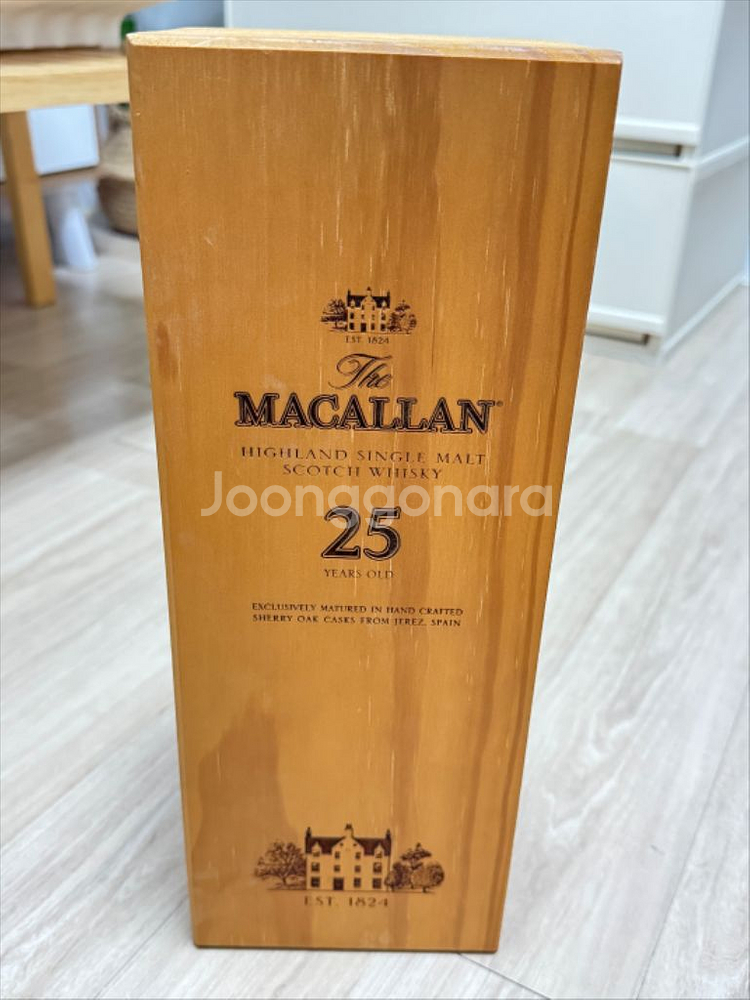 EST. 1824
The
MACALLAN®
HIGHLAND SINGLE MALT
SCOTCH WHISKY
Joonggonara
25
YEARS OLD
EXCLUSIVELY MATURED IN HAND CRAFTED
SHERRY OAK CASKS FROM JEREZ, SPAIN
EST. 1824